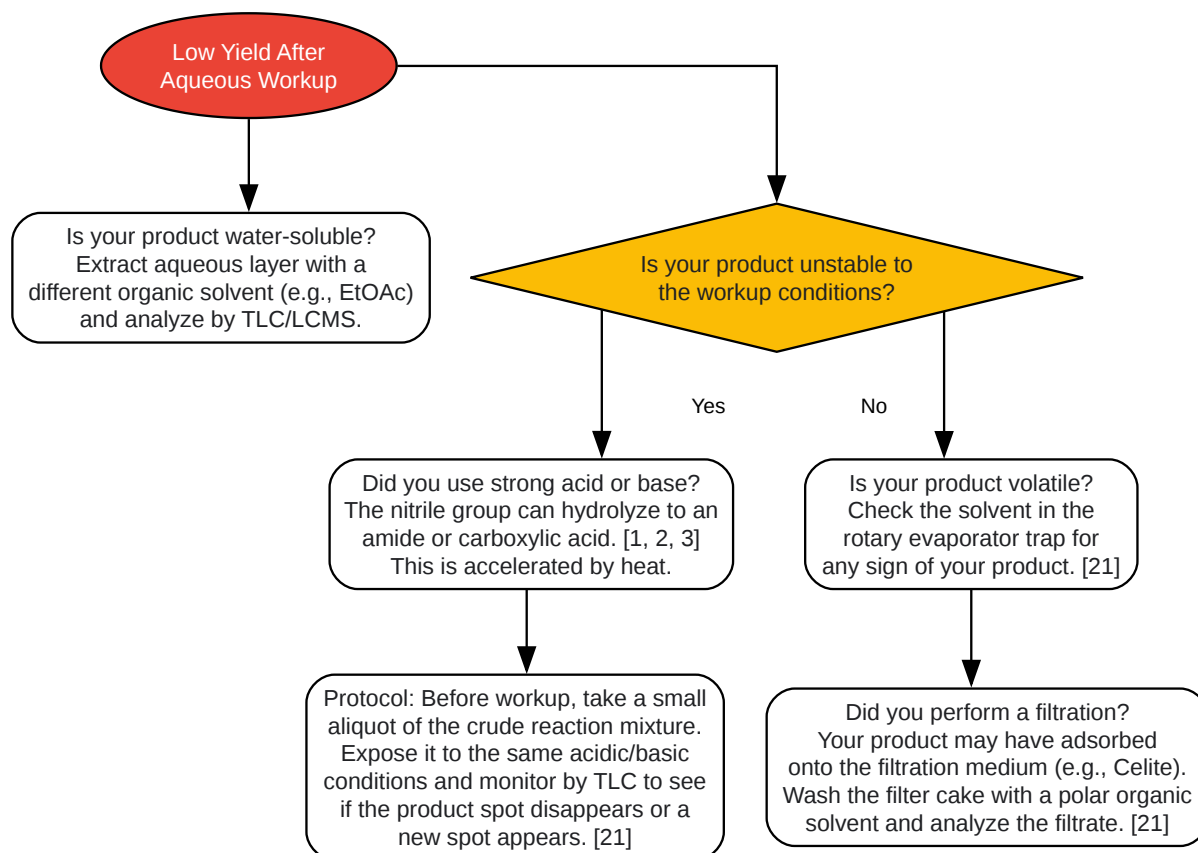 Low Yield After
Aqueous Workup
Is your product water-soluble?
Extract aqueous layer with a
different organic solvent (e.g., EtOAc)
and analyze by TLC/LCMS.
Is your product unstable to
the workup conditions?
Yes
No
Did you use strong acid or base?
The nitrile group can hydrolyze to an
amide or carboxylic acid. [1, 2, 3]
This is accelerated by heat.
Is your product volatile?
Check the solvent in the
rotary evaporator trap for
any sign of your product. [21]
Protocol: Before workup, take a small
aliquot of the crude reaction mixture.
Expose it to the same acidic/basic
conditions and monitor by TLC to see
if the product spot disappears or a
new spot appears. [21]
Did you perform a filtration?
Your product may have adsorbed
onto the filtration medium (e.g., Celite).
Wash the filter cake with a polar organic
solvent and analyze the filtrate. [21]